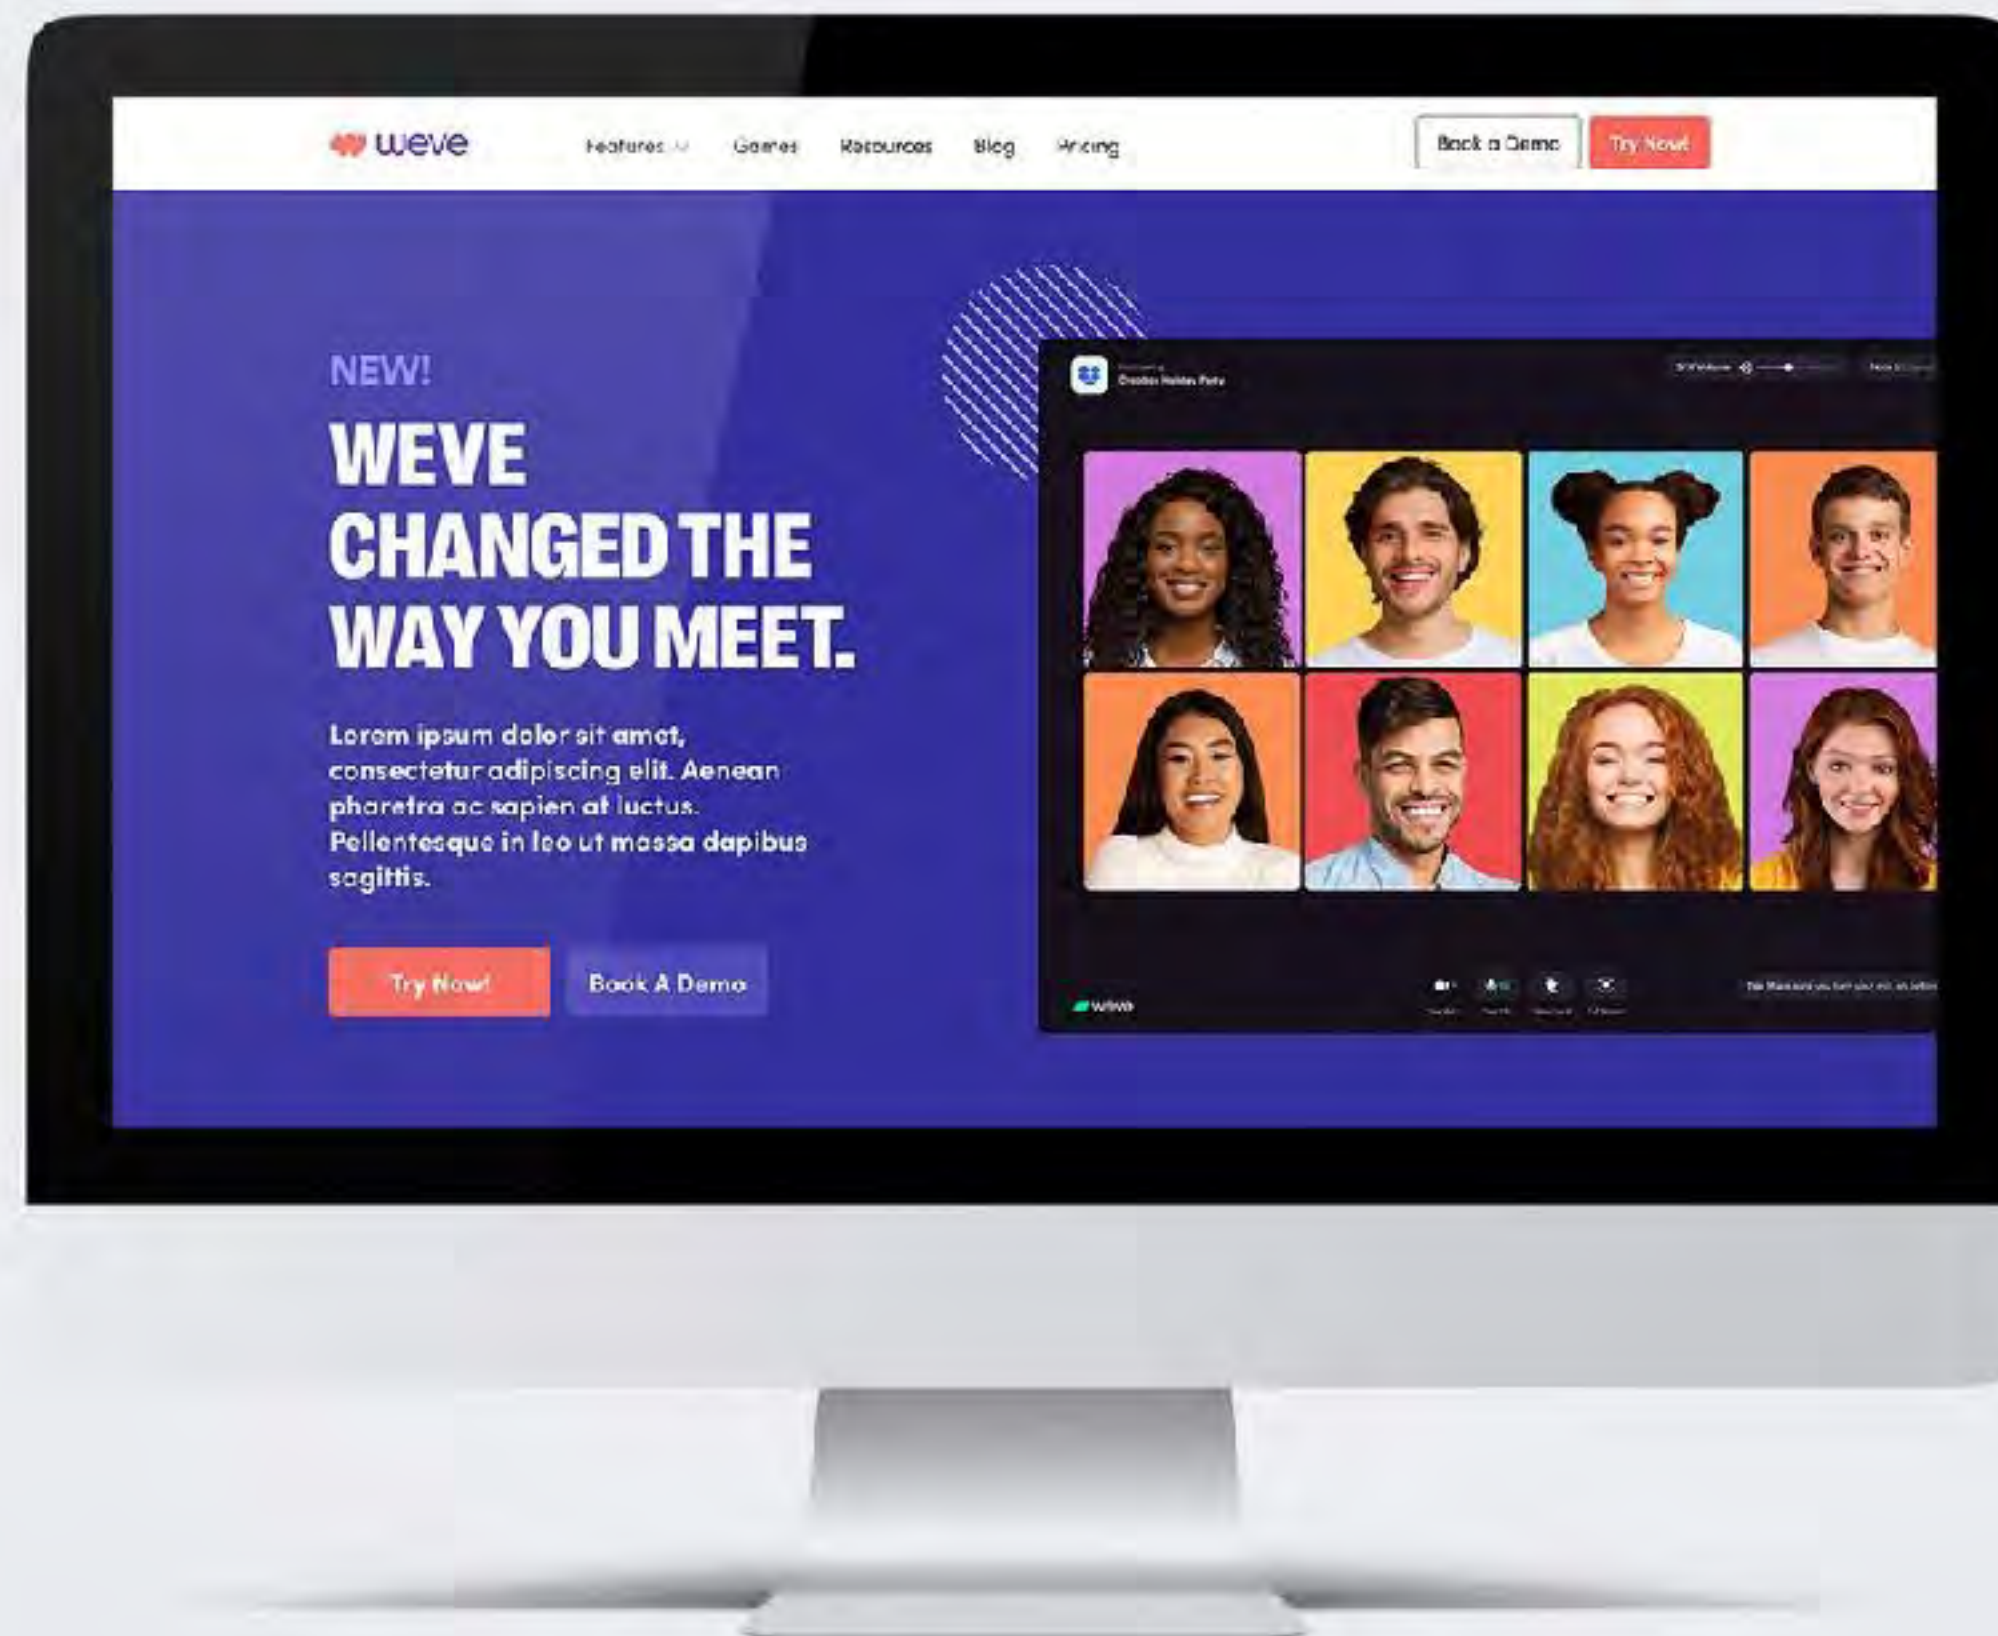 weve
Features
Games
Resources
Blog
Pricing
Book a Demo
Try Now!
NEW!
WEVE
CHANGED THE
WAY YOU MEET.
Lorem ipsum dolor sit amet,
consectetur adipiscing elit. Aenean
pharetra ac sapien at luctus.
Pellentesque in leo ut massa dapibus
sagittis.
Try Now!
Book A Demo
Holiday Party
weve